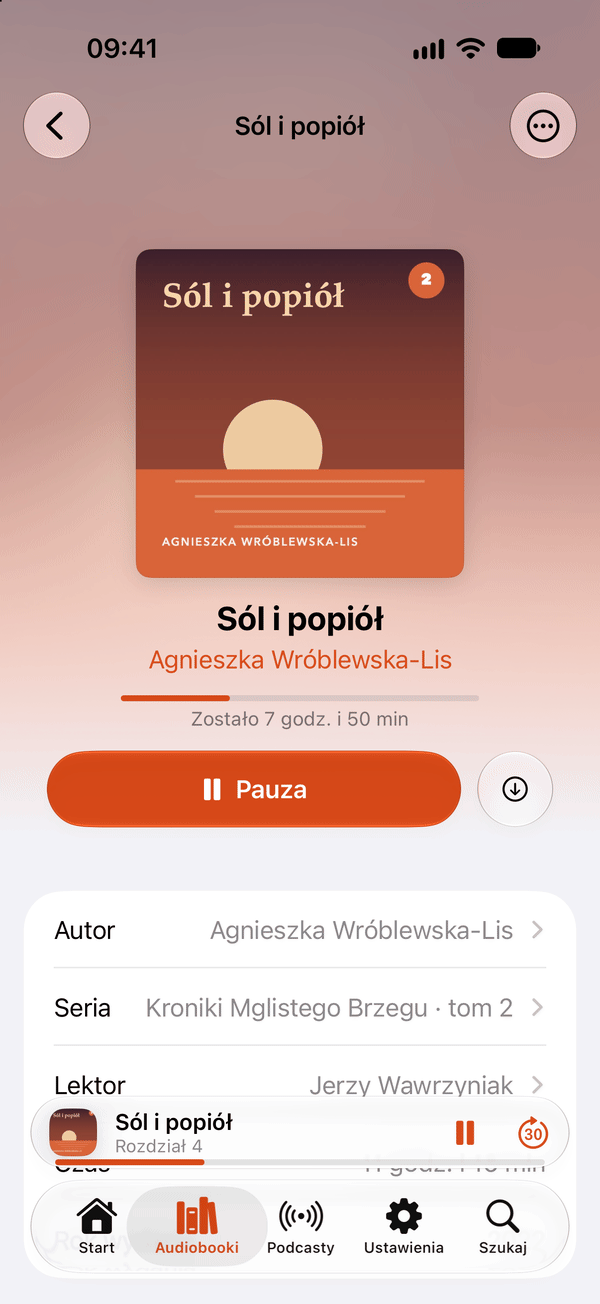 09:41
Sól i popiół
Sól i popiół
2
AGNIESZKA WRÓBLEWSKA-LIS
Sól i popiół
Agnieszka Wróblewska-Lis
Zostało 7 godz. i 50 min
Pauza
Autor
Agnieszka Wróblewska-Lis
Seria
Kroniki Mglistego Brzegu · tom 2
Lektor
Jerzy Wawrzyniak
Sól i popiół
Rozdział 4
30
Czas
Start
Audiobooki
Podcasty
Ustawienia
Szukaj